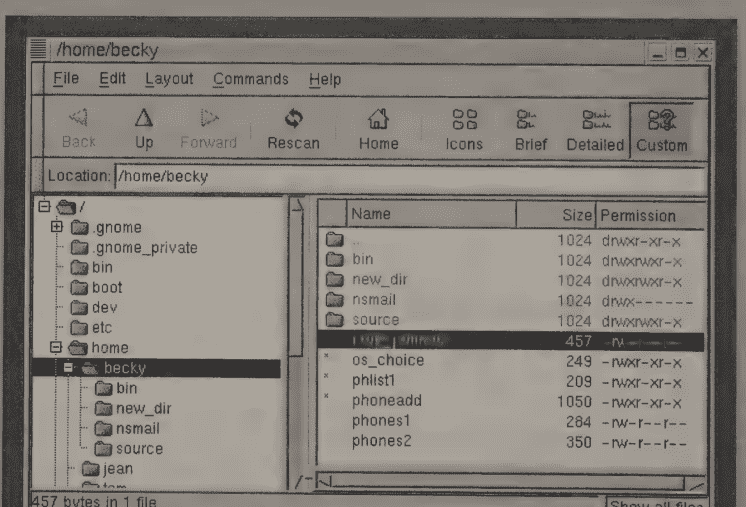 /home/becky
File Edit Layout Commands Help
Back Up Forward Rescan Home Icons Brief Detailed Custom
Location: /home/becky
/
.gnome
.gnome_private
bin
boot
dev
etc
home
becky
bin
new_dir
nsmail
source
jean
Name Size Permission
.. 1024 drwxr-xr-x
bin 1024 drwxrwxr-x
new_dir 1024 drwxrwxr-x
nsmail 1024 drwx------
source 1024 drwxrwxr-x
457
os_choice 249 -rwxr-xr-x
phlist1 209 -rwxr-xr-x
phoneadd 1050 -rwxr-xr-x
phones1 284 -rw-r--r--
phones2 350 -rw-r--r--
457 bytes in 1 file
Show all files